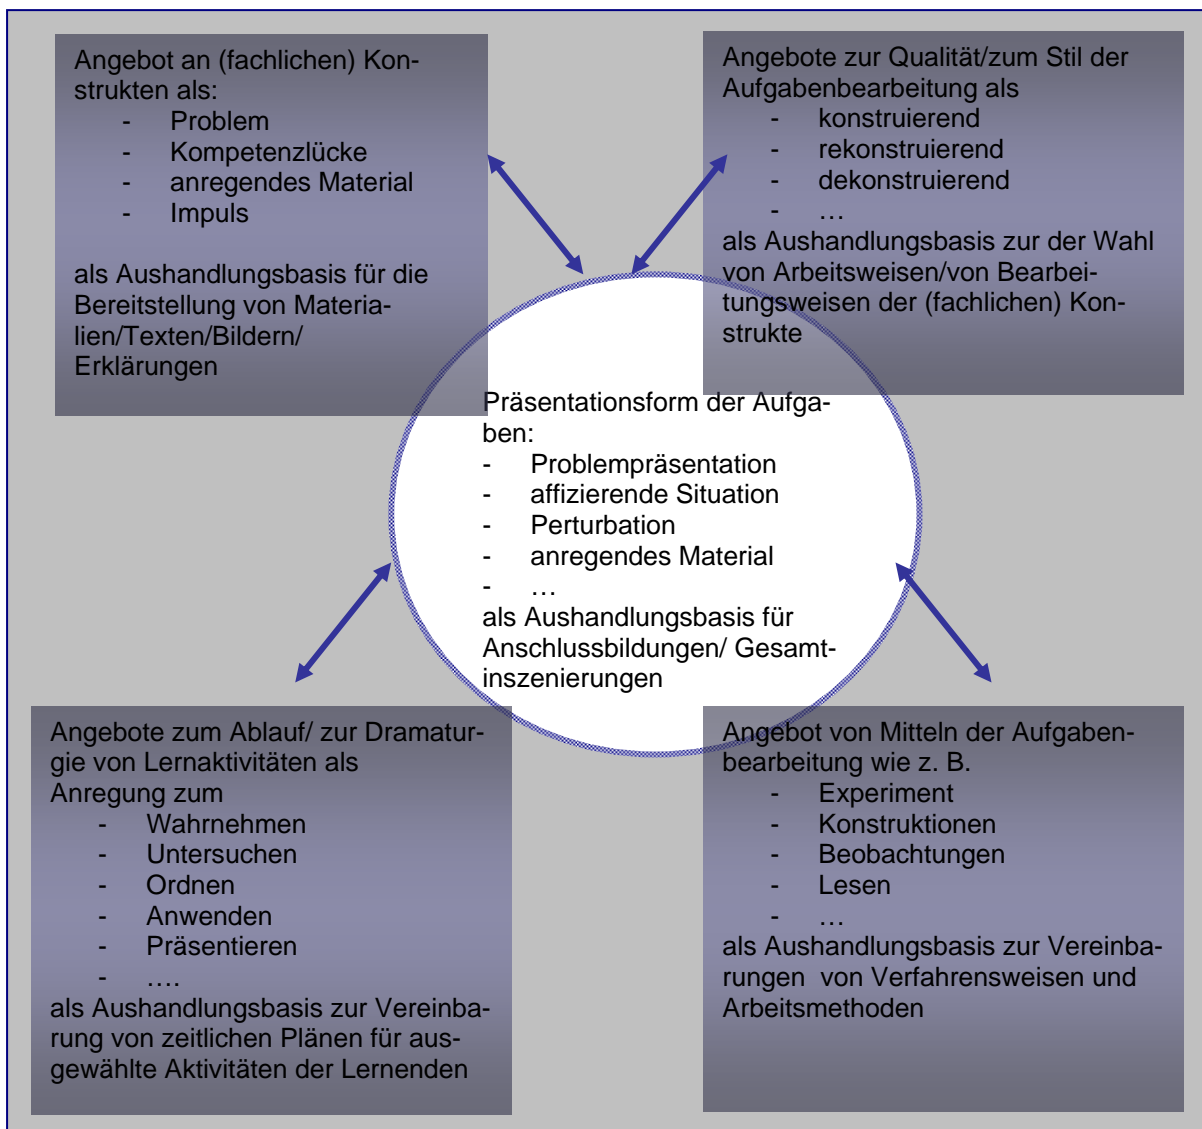 Angebot an (fachlichen) Kon-
strukten als:
- Problem
- Kompetenzlücke
- anregendes Material
- Impuls
als Aushandlungsbasis für die
Bereitstellung von Materia-
lien/Texten/Bildern/
Erklärungen
Angebote zur Qualität/zum Stil der
Aufgabenbearbeitung als
- konstruierend
- rekonstruierend
- dekonstruierend
- …
als Aushandlungsbasis zur der Wahl
von Arbeitsweisen/von Bearbei-
tungsweisen der (fachlichen) Kon-
strukte
Präsentationsform der Aufga-
ben:
- Problempräsentation
- affizierende Situation
- Perturbation
- anregendes Material
- …
als Aushandlungsbasis für
Anschlussbildungen/ Gesamt-
inszenierungen
Angebote zum Ablauf/ zur Dramatur-
gie von Lernaktivitäten als
Anregung zum
- Wahrnehmen
- Untersuchen
- Ordnen
- Anwenden
- Präsentieren
- ….
als Aushandlungsbasis zur Vereinba-
rung von zeitlichen Plänen für aus-
gewählte Aktivitäten der Lernenden
Angebot von Mitteln der Aufgaben-
bearbeitung wie z. B.
- Experiment
- Konstruktionen
- Beobachtungen
- Lesen
- …
als Aushandlungsbasis zur Vereinba-
rungen  von Verfahrensweisen und
Arbeitsmethoden